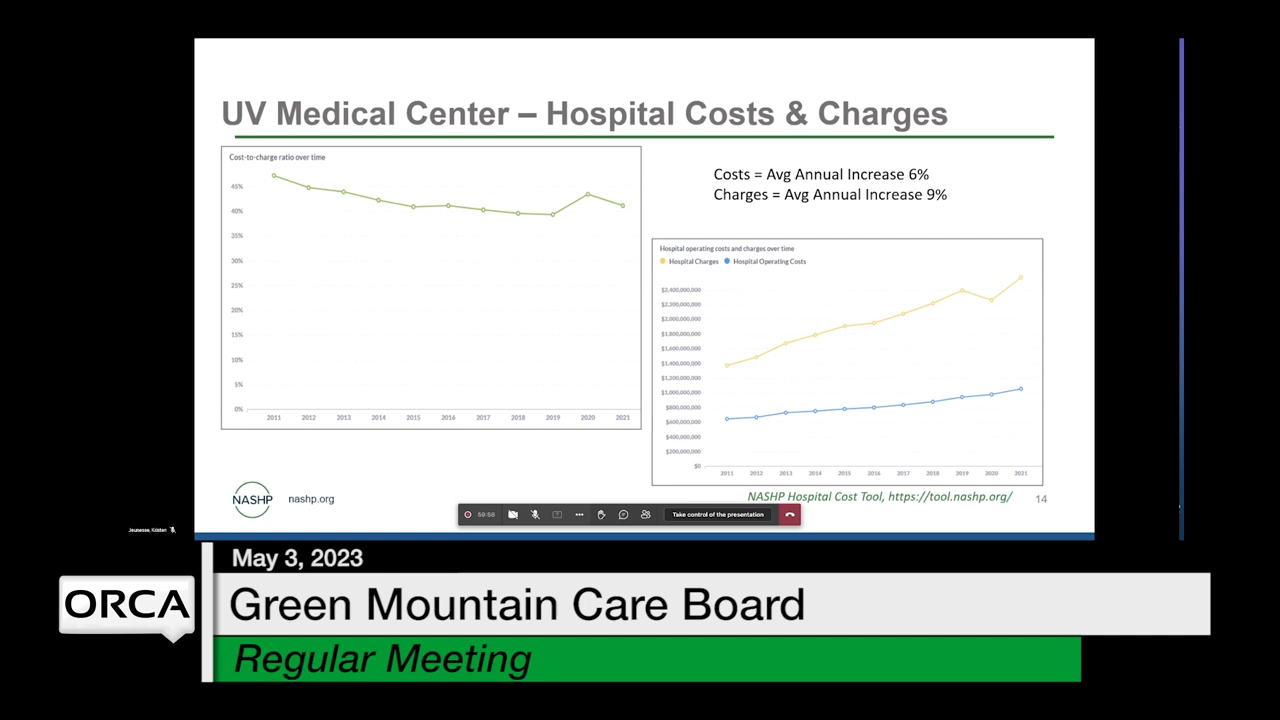 UV Medical Center – Hospital Costs & Charges
Cost-to-charge ratio over time
45%
40%
35%
30%
25%
20%
15%
10%
5%
0%
2011 2012 2013 2014 2015 2016 2017 2018 2019 2020 2021
Costs = Avg Annual Increase 6%
Charges = Avg Annual Increase 9%
Hospital operating costs and charges over time
Hospital Charges Hospital Operating Costs
$2,400,000,000
$2,200,000,000
$2,000,000,000
$1,800,000,000
$1,600,000,000
$1,400,000,000
$1,200,000,000
$1,000,000,000
$800,000,000
$600,000,000
$400,000,000
$200,000,000
$0
2011 2012 2013 2014 2015 2016 2017 2018 2019 2020 2021
NASHP nashp.org
NASHP Hospital Cost Tool, https://tool.nashp.org/ 14
59:58 Take control of the presentation
Jeunesse, Kristen
May 3, 2023
ORCA
Green Mountain Care Board
Regular Meeting